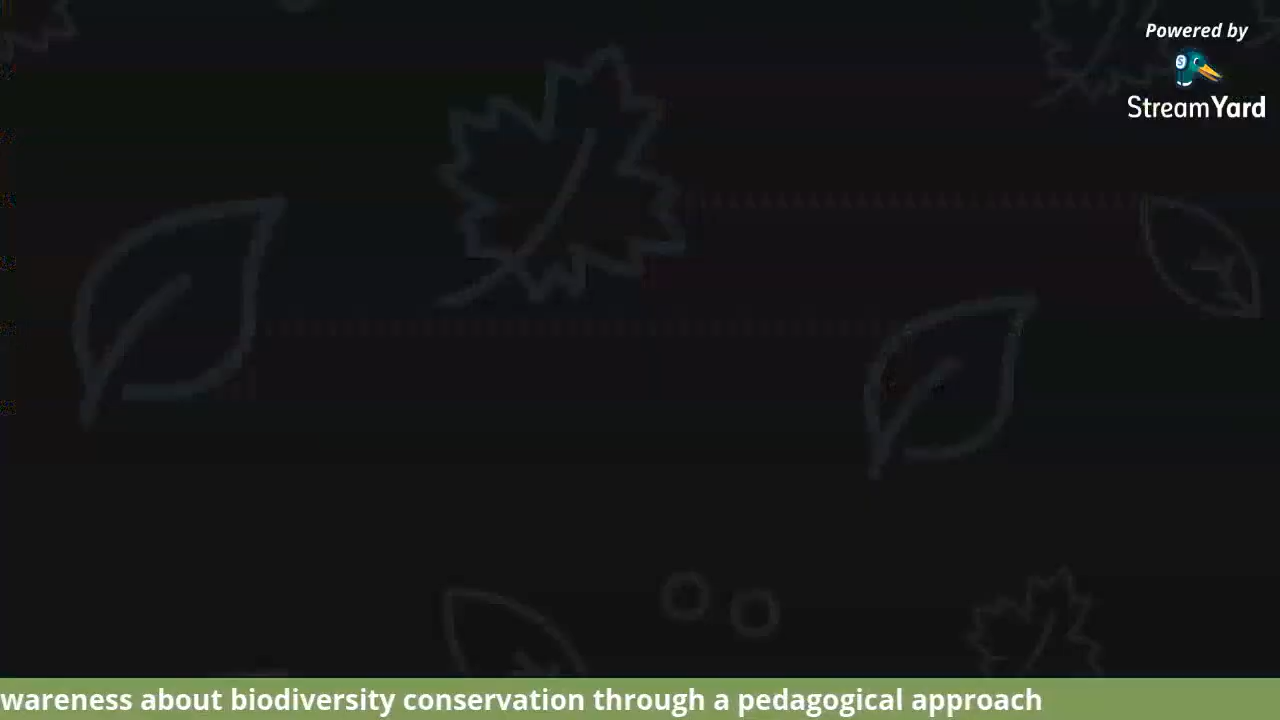 Powered by
StreamYard
wareness about biodiversity conservation through a pedagogical approach